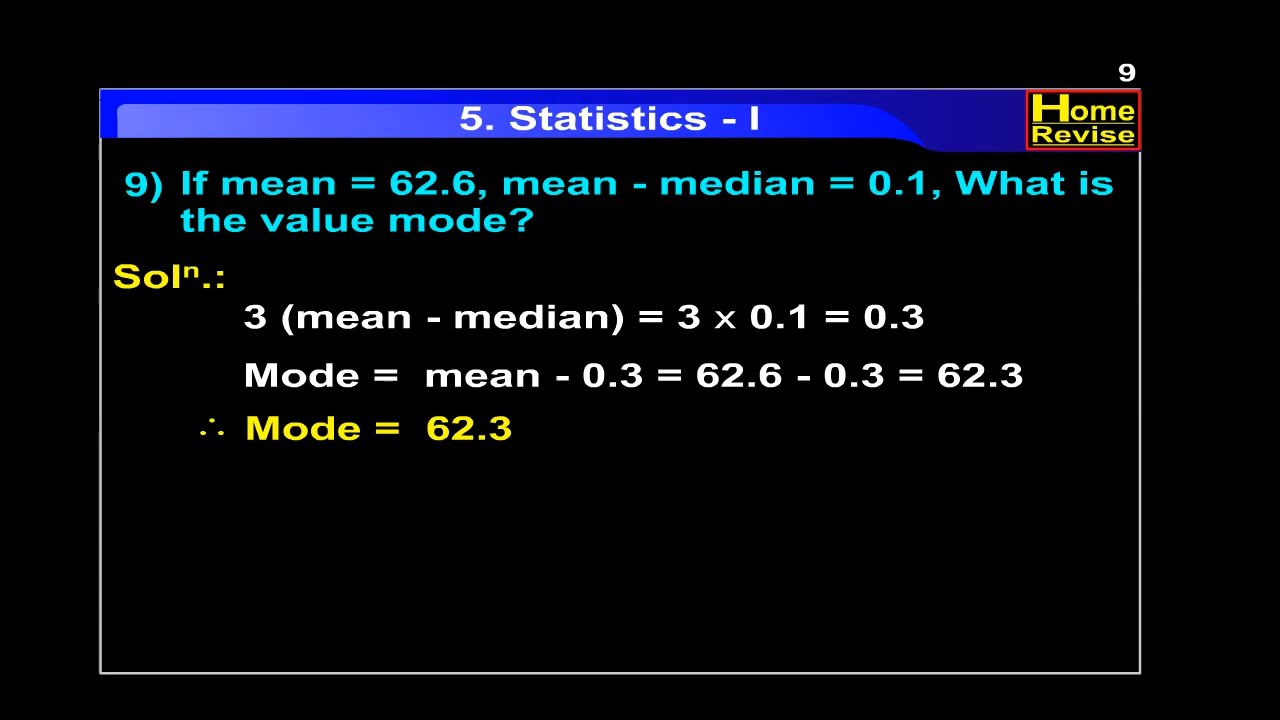 9
5. Statistics - I
Home
Revise
9) If mean = 62.6, mean - median = 0.1, What is
the value mode?
Solⁿ.:
3 (mean - median) = 3 x 0.1 = 0.3
Mode = mean - 0.3 = 62.6 - 0.3 = 62.3
∴ Mode = 62.3